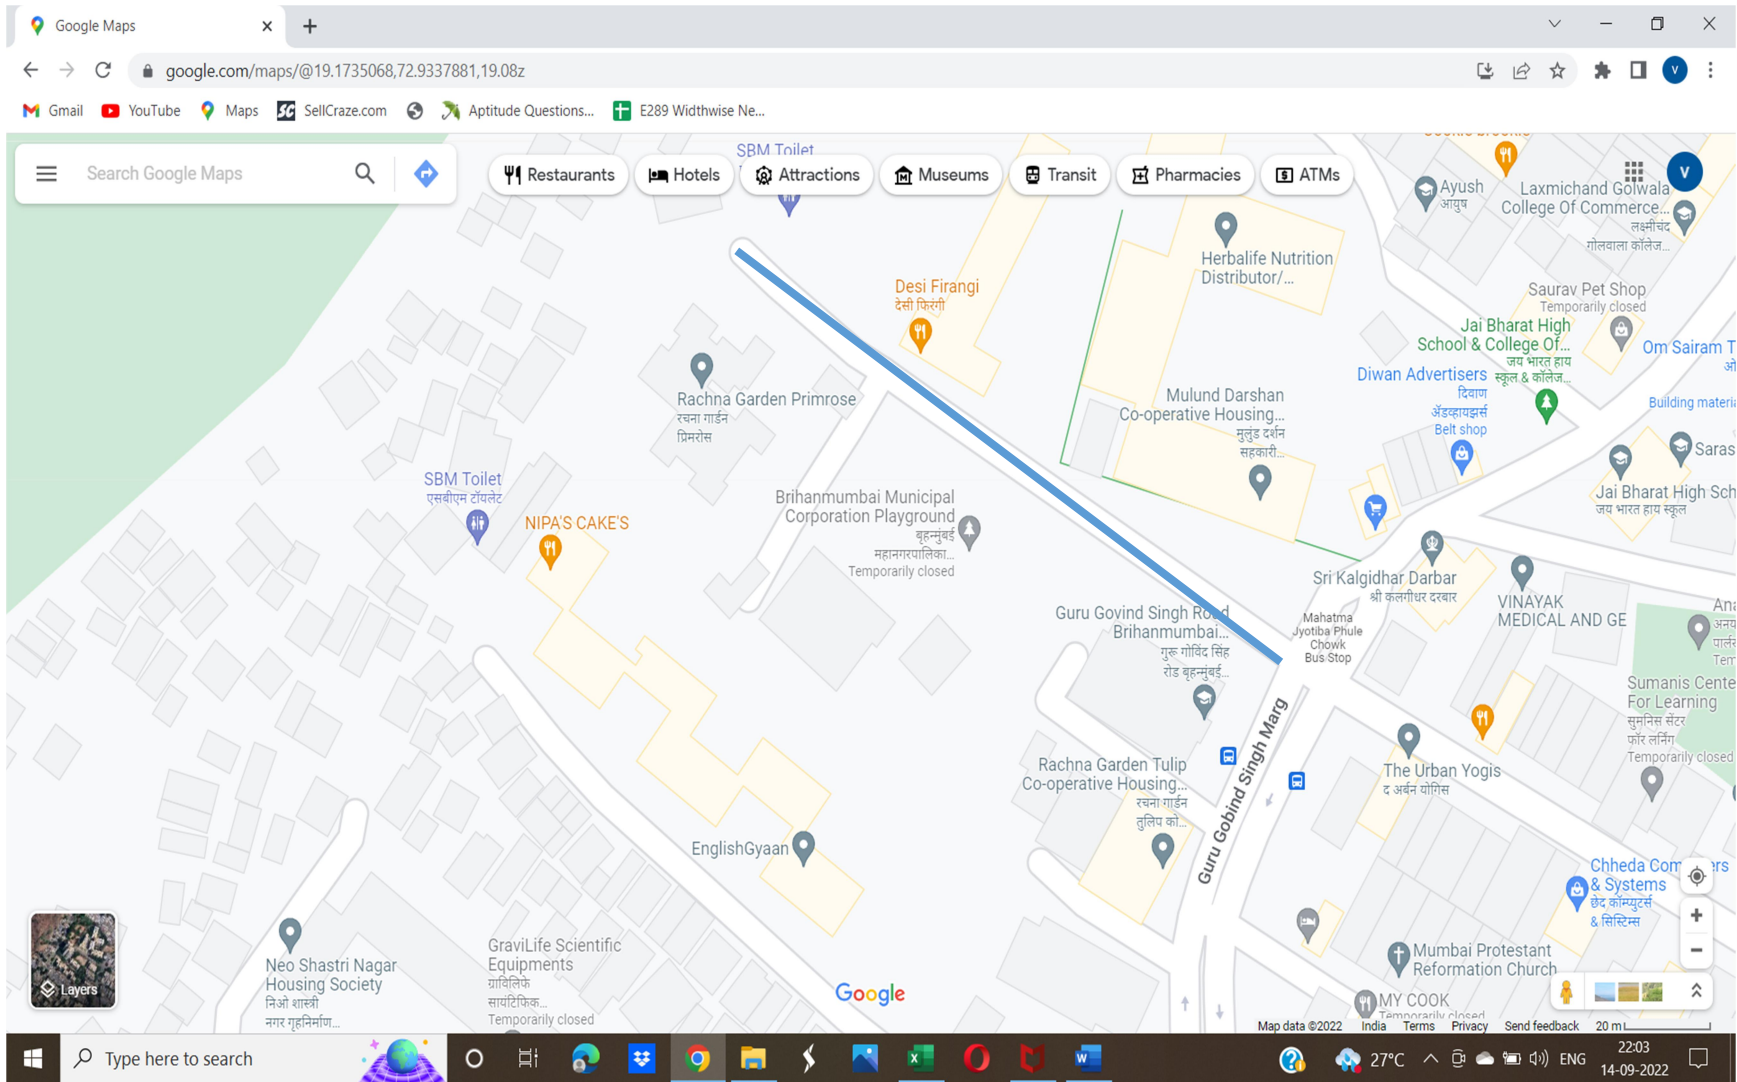 Google Maps
google.com/maps/@19.1735068,72.9337881,19.08z
V
Gmail
YouTube
Maps
SG
SellCraze.com
Aptitude Questions...
E289 Widthwise Ne...
Search Google Maps
SBM Toilet
Restaurants
Hotels
Attractions
Museums
Transit
Pharmacies
ATMs
V
Ayush
आयुष
Laxmichand Golwala
College Of Commerce...
लक्ष्मीचंद
गोलवाला कॉलेज...
Herbalife Nutrition
Distributor/...
Desi Firangi
देसी फिरंगी
Saurav Pet Shop
Temporarily closed
Jai Bharat High
School & College Of...
जय भारत हाय
स्कूल & कॉलेज...
Om Sairam T
ओ
Diwan Advertisers
दिवाण
ॲडव्हायझर्स
Belt shop
Building materia
Rachna Garden Primrose
रचना गार्डन
प्रिमरोस
Mulund Darshan
Co-operative Housing...
मुलुंड दर्शन
सहकारी...
Saras
SBM Toilet
एसबीएम टॉयलेट
Jai Bharat High Sch
जय भारत हाय स्कूल
NIPA'S CAKE'S
Brihanmumbai Municipal
Corporation Playground
बृहन्मुंबई
महानगरपालिका...
Temporarily closed
Sri Kalgidhar Darbar
श्री कलगीधर दरबार
VINAYAK
MEDICAL AND GE
Guru Govind Singh Road
Brihanmumbai...
गुरू गोविंद सिंह
रोड बृहन्मुंबई...
Mahatma
Jyotiba Phule
Chowk
Bus Stop
Ana
अनय
पार्ल
Tem
Sumanis Cente
For Learning
सुमनिस सेंटर
फॉर लर्निंग
Temporarily closed
Guru Gobind Singh Marg
Rachna Garden Tulip
Co-operative Housing...
रचना गार्डन
तुलिप को...
The Urban Yogis
द अर्बन योगिस
EnglishGyaan
Chheda Com ers
& Systems
छेद कॉम्प्युटर्स
& सिस्टिम्स
Neo Shastri Nagar
Housing Society
निओ शास्त्री
नगर गृहनिर्माण...
GraviLife Scientific
Equipments
ग्राविलिफे
सायंटिफिक...
Temporarily closed
Mumbai Protestant
Reformation Church
MY COOK
Temporarily closed
Layers
Google
Map data ©2022 India Terms Privacy Send feedback 20 m
Type here to search
27°C
ENG
22:03
14-09-2022